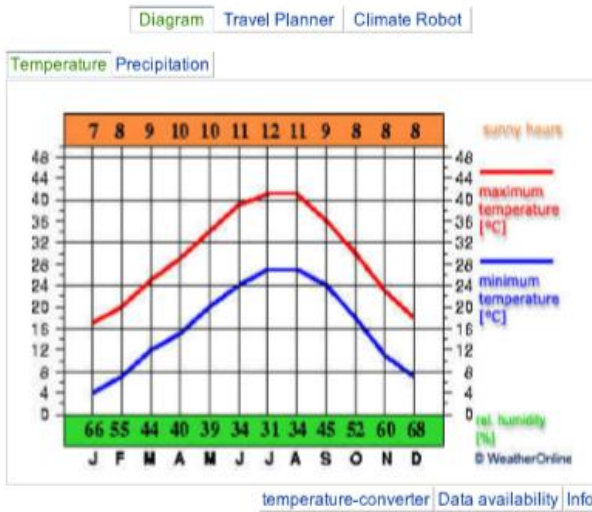 Diagram Travel Planner Climate Robot
Temperature Precipitation
7 8 9 10 10 11 12 11 9 8 8 8 sunny hours
48 48
44 44
40 40
36 36
32 32
28 28
24 24
20 20
16 16
12 12
8 8
4 4
0 0
maximum
temperature
[°C]
minimum
temperature
[°C]
rel. humidity
[%]
66 55 44 40 39 34 31 34 45 52 60 68
J F M A M J J A S O N D
© WeatherOnline
temperature-converter Data availability Info